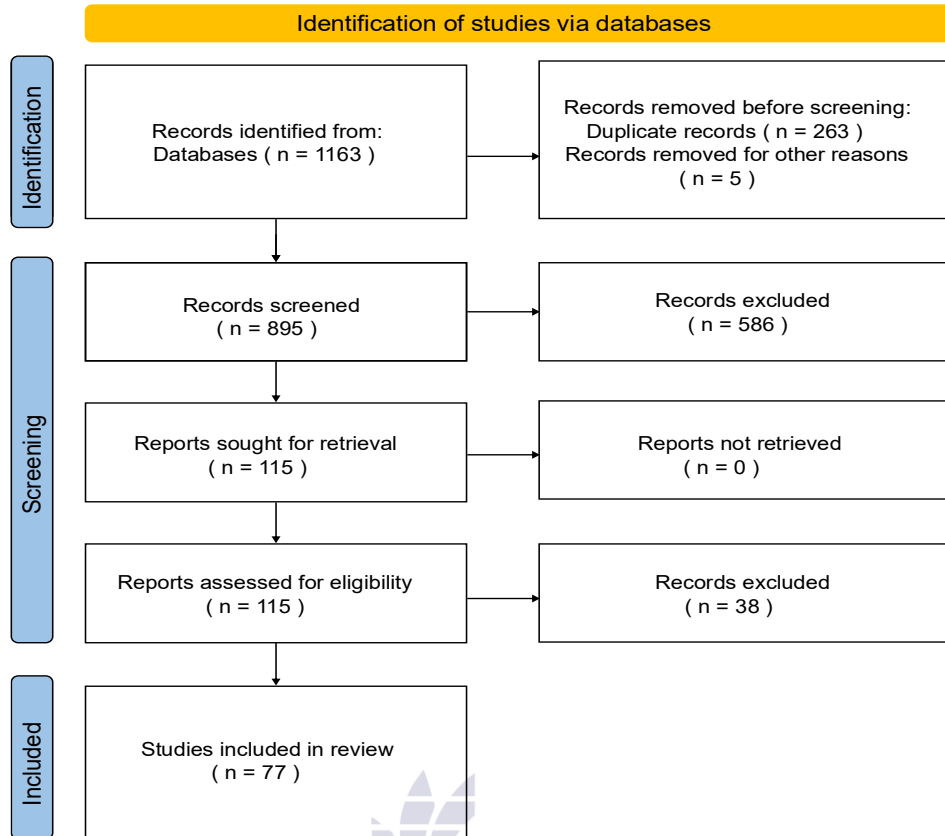 Identification of studies via databases
Identification
Records identified from:
Databases ( n = 1163 )
Records removed before screening:
Duplicate records ( n = 263 )
Records removed for other reasons
( n = 5 )
Screening
Records screened
( n = 895 )
Records excluded
( n = 586 )
Reports sought for retrieval
( n = 115 )
Reports not retrieved
( n = 0 )
Reports assessed for eligibility
( n = 115 )
Records excluded
( n = 38 )
Included
Studies included in review
( n = 77 )